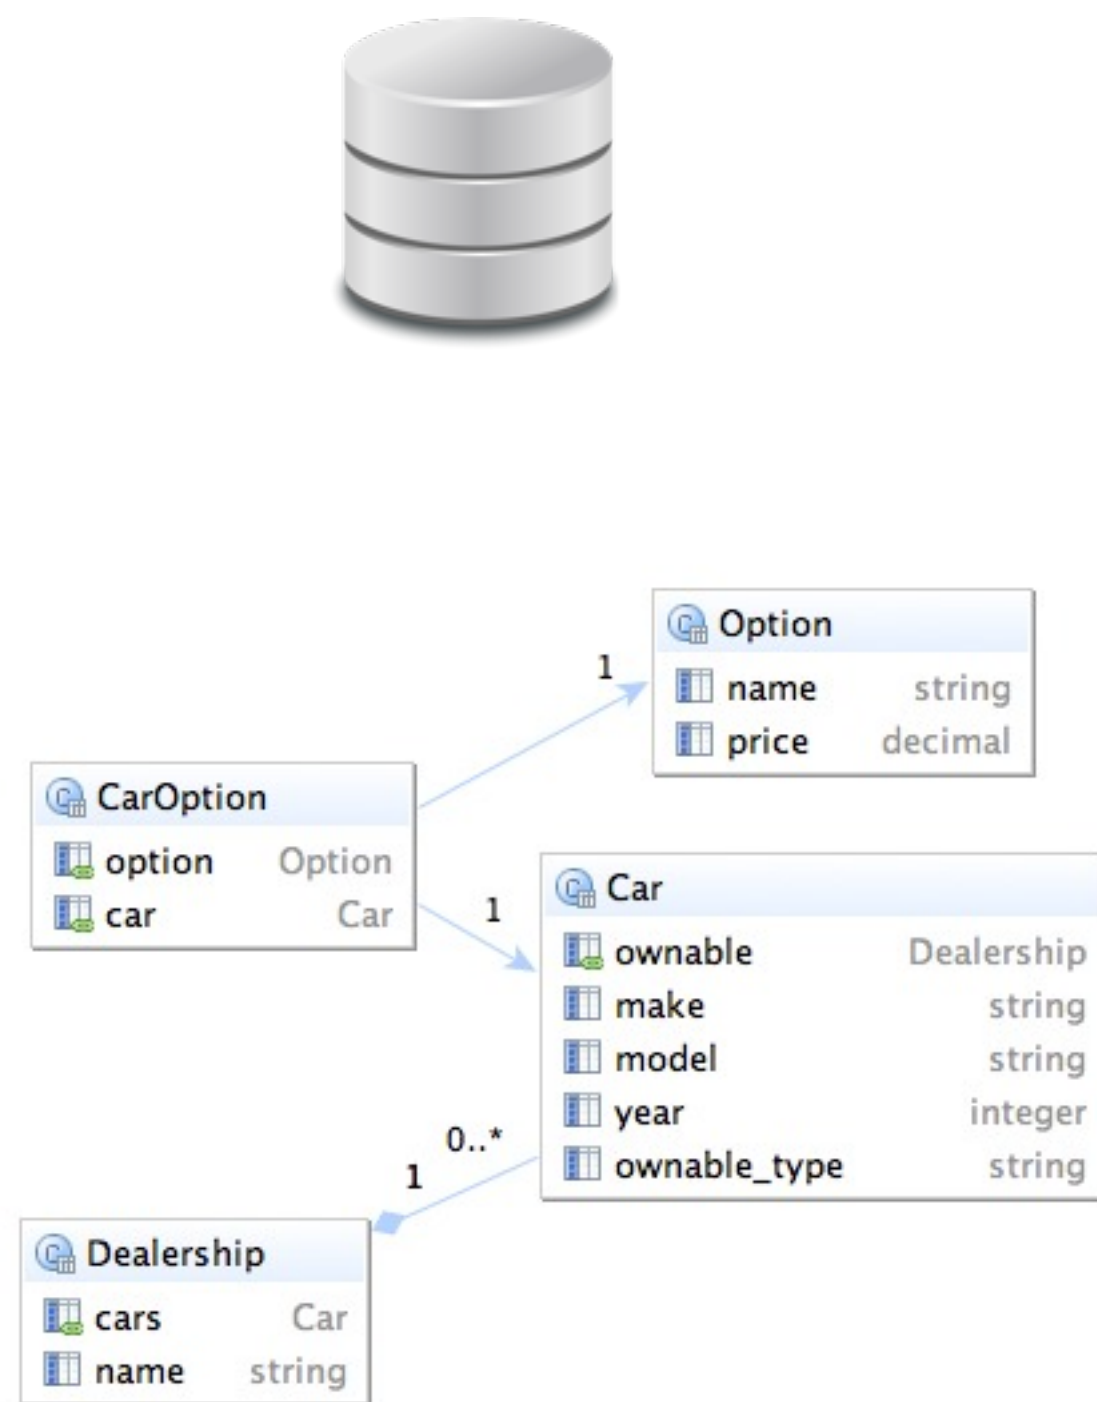 Option
1
name string
price decimal
CarOption
option Option
car Car
1
Car
ownable Dealership
make string
model string
year integer
ownable_type string
0..*
1
Dealership
cars Car
name string